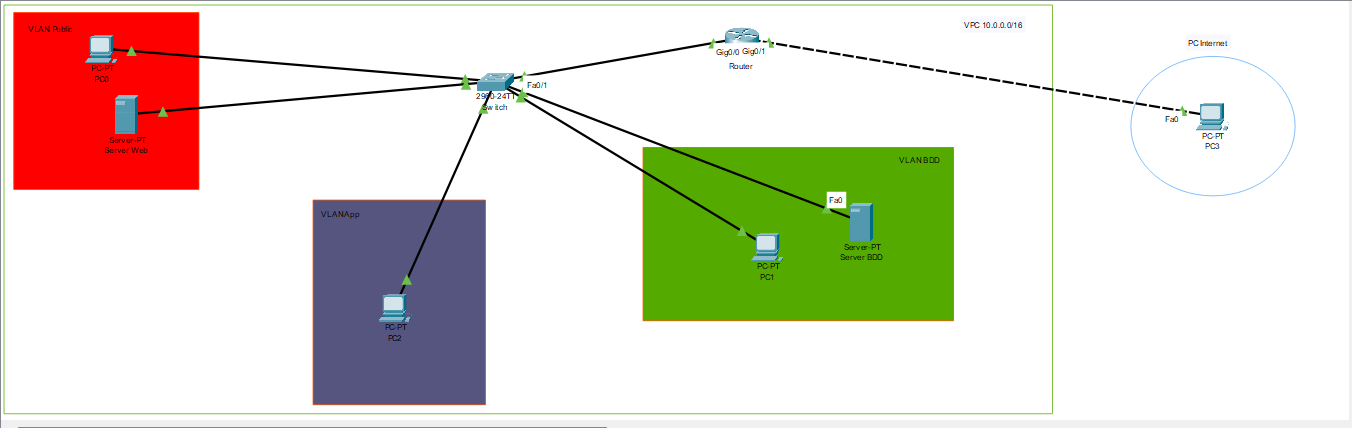 VLAN Public
PC-PT
PC0
Server-PT
Server Web
2960-24TT
Switch
Fa0/1
Gig0/0 Gig0/1
Router
VPC 10.0.0.0/16
PC Internet
Fa0
PC-PT
PC3
VLAN BDD
Fa0
Server-PT
Server BDD
PC-PT
PC1
VLANApp
PC-PT
PC2